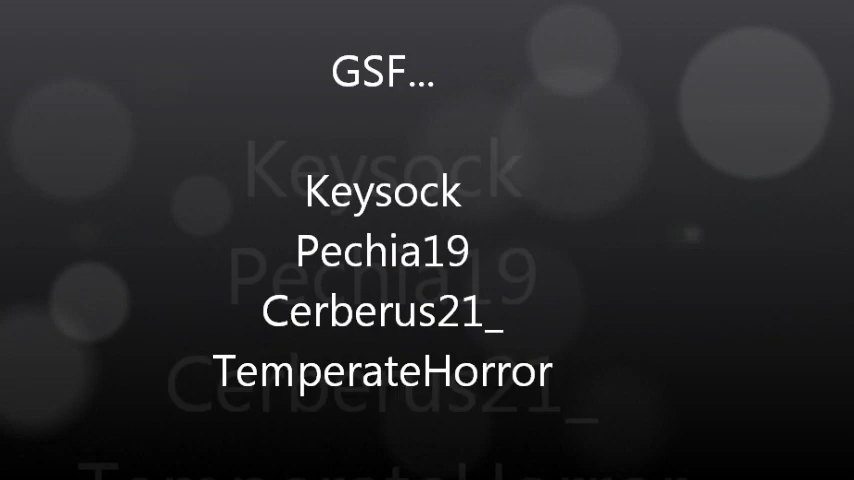 GSF...
Keysock
Pechia19
Cerberus21_
TemperateHorror